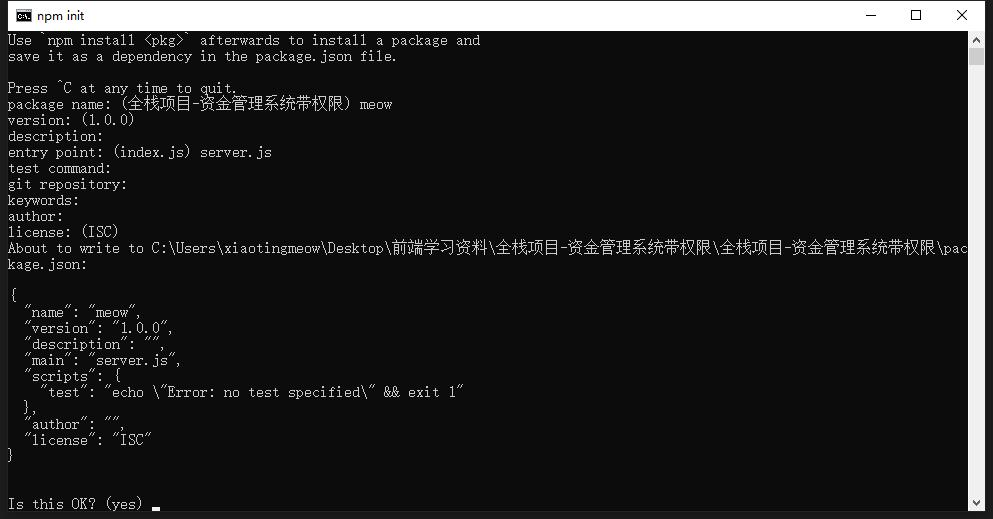 npm init
Use `npm install <pkg>` afterwards to install a package and
save it as a dependency in the package.json file.
Press ^C at any time to quit.
package name: (全栈项目-资金管理系统带权限) meow
version: (1.0.0)
description:
entry point: (index.js) server.js
test command:
git repository:
keywords:
author:
license: (ISC)
About to write to C:\Users\xiaotingmeow\Desktop\前端学习资料\全栈项目-资金管理系统带权限\全栈项目-资金管理系统带权限\pac
kage.json:
{
  "name": "meow",
  "version": "1.0.0",
  "description": "",
  "main": "server.js",
  "scripts": {
    "test": "echo \"Error: no test specified\" && exit 1"
  },
  "author": "",
  "license": "ISC"
}
Is this OK? (yes)